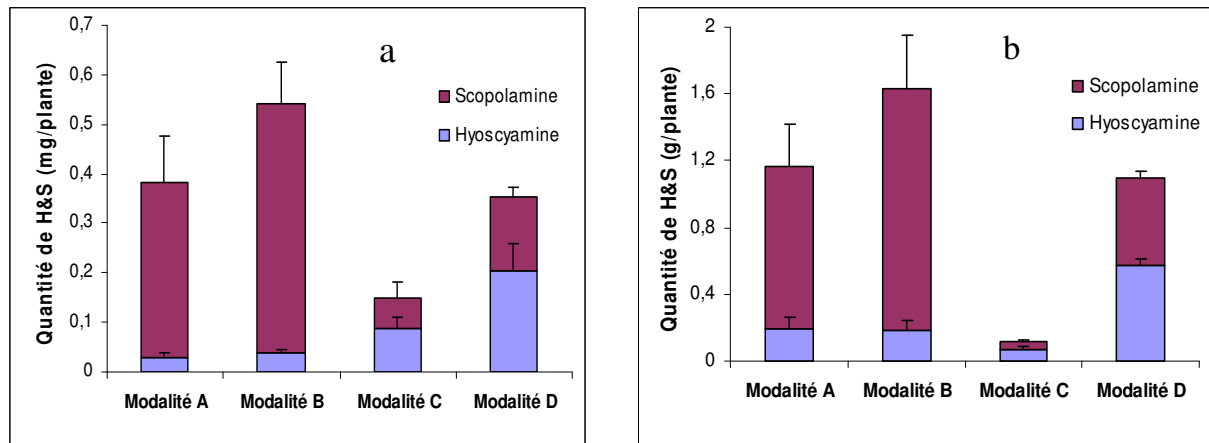 a
Quantité de H&S (mg/plante)
0,7
0,6
0,5
0,4
0,3
0,2
0,1
0
Scopolamine
Hyoscyamine
Modalité A Modalité B Modalité C Modalité D
b
Quantité de H&S (g/plante)
2
1,6
1,2
0,8
0,4
0
Scopolamine
Hyoscyamine
Modalité A Modalité B Modalité C Modalité D